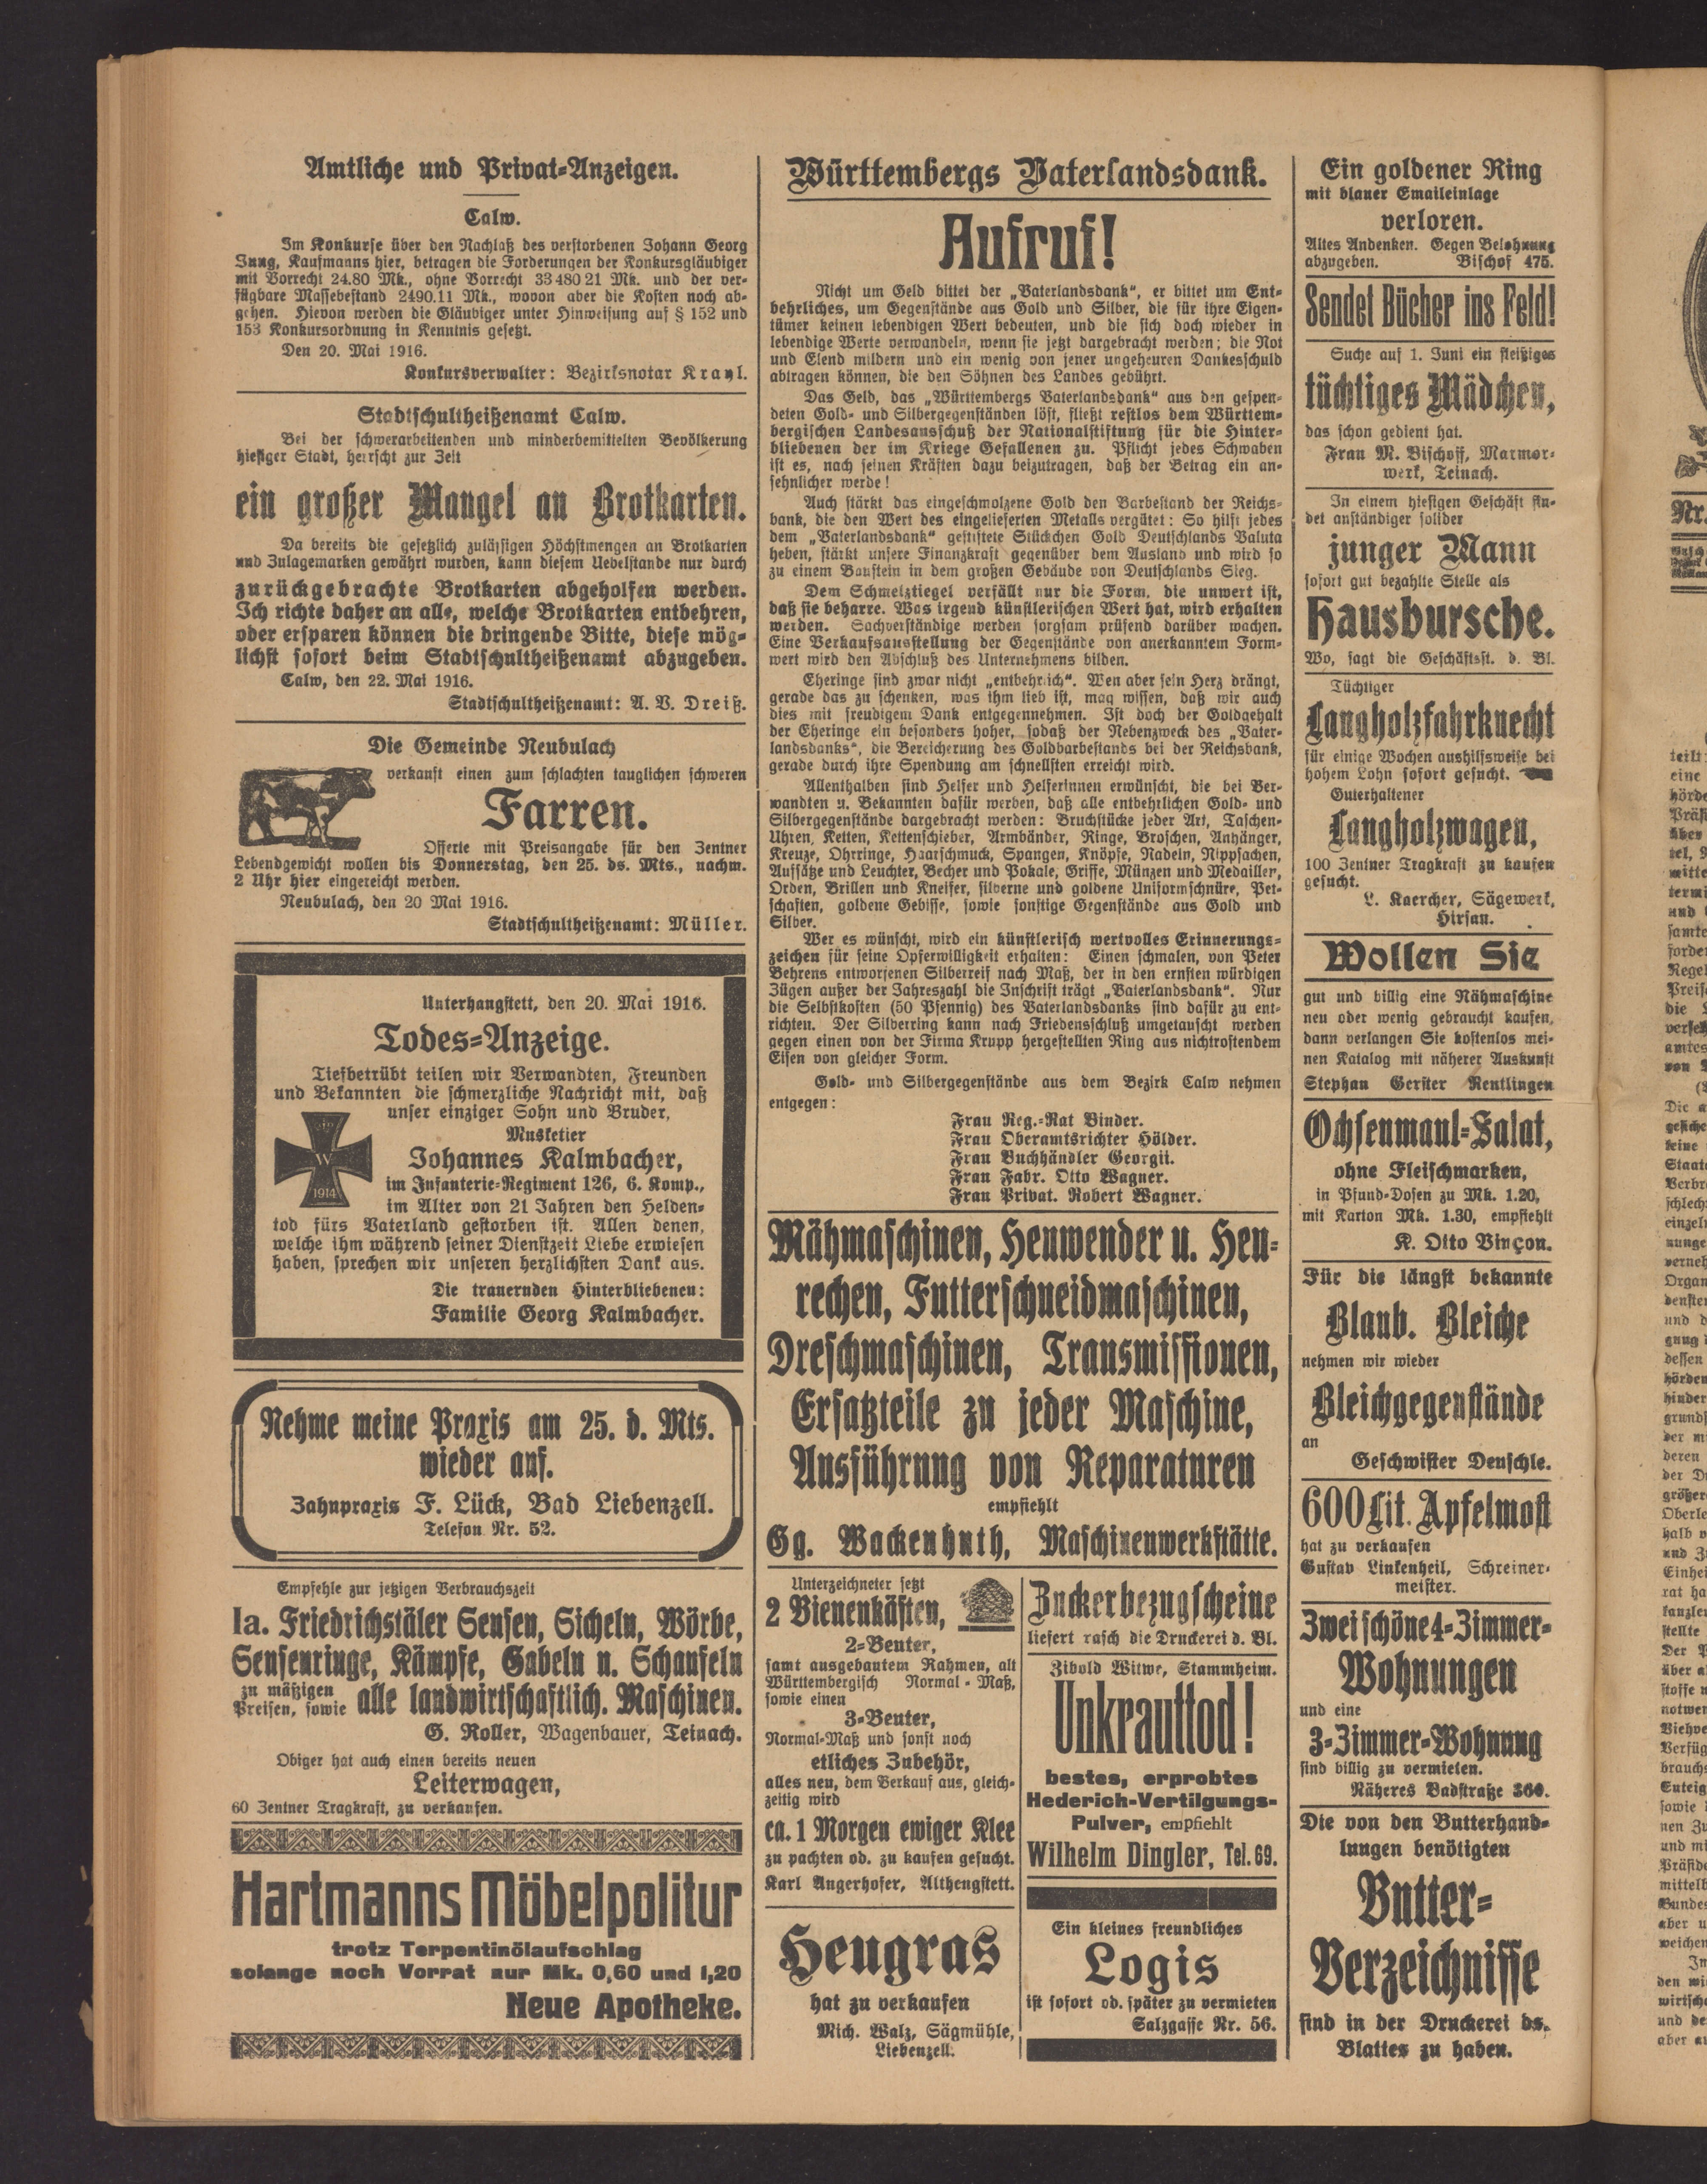 Amtliche und Privat-Anzeigen.
Calw.
Im Konkurse über den Nachlaß des verstorbenen Johann Georg
Jung, Kaufmanns hier, betragen die Forderungen der Konkursgläubiger
mit Vorrecht 24.80 Mk., ohne Vorrecht 33480 21 Mk. und der ver-
fügbare Massebestand 2490.11 Mk., wovon aber die Kosten noch ab-
gehen. Hievon werden die Gläubiger unter Hinweisung auf § 152 und
153 Konkursordnung in Kenntnis gesetzt.
Den 20. Mai 1916.
Konkursverwalter: Bezirksnotar Krayl.
Stadtschultheißenamt Calw.
Bei der schwerarbeitenden und minderbemittelten Bevölkerung
hiesiger Stadt, herrscht zur Zeit
ein großer Mangel an Brotkarten.
Da bereits die gesetzlich zulässigen Höchstmengen an Brotkarten
und Zulagemarken gewährt wurden, kann diesem Uebelstande nur durch
zurückgebrachte Brotkarten abgeholfen werden.
Ich richte daher an alle, welche Brotkarten entbehren,
oder ersparen können die dringende Bitte, diese mög-
lichst sofort beim Stadtschultheißenamt abzugeben.
Calw, den 22. Mai 1916.
Stadtschultheißenamt: A. V. Dreiß.
Die Gemeinde Neubulach
verkauft einen zum schlachten tauglichen schweren
Farren.
Offerte mit Preisangabe für den Zentner
Lebendgewicht wollen bis Donnerstag, den 25. ds. Mts., nachm.
2 Uhr hier eingereicht werden.
Neubulach, den 20 Mai 1916.
Stadtschultheißenamt: Müller.
Unterhaugstett, den 20. Mai 1916.
Todes-Anzeige.
Tiefbetrübt teilen wir Verwandten, Freunden
und Bekannten die schmerzliche Nachricht mit, daß
unser einziger Sohn und Bruder,
Musketier
Johannes Kalmbacher,
im Infanterie-Regiment 126, 6. Komp.,
im Alter von 21 Jahren den Helden-
tod fürs Vaterland gestorben ist. Allen denen,
welche ihm während seiner Dienstzeit Liebe erwiesen
haben, sprechen wir unseren herzlichsten Dank aus.
Die trauernden Hinterbliebenen:
Familie Georg Kalmbacher.
W
1914
Nehme meine Praxis am 25. d. Mts.
wieder auf.
Zahnpraxis F. Lück, Bad Liebenzell.
Telefon Nr. 52.
Empfehle zur jetzigen Verbrauchszeit
Ia. Friedrichstäler Sensen, Sicheln, Wörbe,
Sensenringe, Kämpfe, Gabeln u. Schaufeln
zu mäßigen
Preisen, sowie alle landwirtschaftlich. Maschinen.
G. Roller, Wagenbauer, Teinach.
Obiger hat auch einen bereits neuen
Leiterwagen,
60 Zentner Tragkraft, zu verkaufen.
Hartmanns Möbelpolitur
trotz Terpentinölaufschlag
solange noch Vorrat nur Mk. 0,60 und 1,20
Neue Apotheke.
Württembergs Vaterlandsdank.
Aufruf!
Nicht um Geld bittet der „Vaterlandsdank“, er bittet um Ent-
behrliches, um Gegenstände aus Gold und Silber, die für ihre Eigen-
tümer keinen lebendigen Wert bedeuten, und die sich doch wieder in
lebendige Werte verwandeln, wenn sie jetzt dargebracht werden; die Not
und Elend mildern und ein wenig von jener ungeheuren Dankesschuld
abtragen können, die den Söhnen des Landes gebührt.
Das Geld, das „Württembergs Vaterlandsdank“ aus den gespen-
deten Gold- und Silbergegenständen löst, fließt restlos dem Württem-
bergischen Landesausschuß der Nationalstiftung für die Hinter-
bliebenen der im Kriege Gefallenen zu. Pflicht jedes Schwaben
ist es, nach seinen Kräften dazu beizutragen, daß der Betrag ein an-
sehnlicher werde!
Auch stärkt das eingeschmolzene Gold den Barbestand der Reichs-
bank, die den Wert des eingelieferten Metalls vergütet: So hilft jedes
dem „Vaterlandsdank“ gestiftete Stückchen Gold Deutschlands Valuta
heben, stärkt unsere Finanzkraft gegenüber dem Ausland und wird so
zu einem Baustein in dem großen Gebäude von Deutschlands Sieg.
Dem Schmelztiegel verfällt nur die Form, die unwert ist,
daß sie beharre. Was irgend künstlerischen Wert hat, wird erhalten
werden. Sachverständige werden sorgsam prüfend darüber wachen.
Eine Verkaufsausstellung der Gegenstände von anerkanntem Form-
wert wird den Abschluß des Unternehmens bilden.
Eheringe sind zwar nicht „entbehrlich“. Wen aber sein Herz drängt,
gerade das zu schenken, was ihm lieb ist, mag wissen, daß wir auch
dies mit freudigem Dank entgegennehmen. Ist doch der Goldgehalt
der Eheringe ein besonders hoher, sodaß der Nebenzweck des „Vater-
landsdanks“, die Bereicherung des Goldbarbestands bei der Reichsbank,
gerade durch ihre Spendung am schnellsten erreicht wird.
Allenthalben sind Helfer und Helferinnen erwünscht, die bei Ver-
wandten u. Bekannten dafür werben, daß alle entbehrlichen Gold- und
Silbergegenstände dargebracht werden: Bruchstücke jeder Art, Taschen-
Uhren, Ketten, Kettenschieber, Armbänder, Ringe, Broschen, Anhänger,
Kreuze, Ohrringe, Haarschmuck, Spangen, Knöpfe, Nadeln, Nippsachen,
Aufsätze und Leuchter, Becher und Pokale, Griffe, Münzen und Medaillen,
Orden, Brillen und Kneifer, silberne und goldene Uniformschnüre, Pet-
schaften, goldene Gebisse, sowie sonstige Gegenstände aus Gold und
Silber.
Wer es wünscht, wird ein künstlerisch wertvolles Erinnerungs-
zeichen für seine Opferwilligkeit erhalten: Einen schmalen, von Peter
Behrens entworfenen Silberreif nach Maß, der in den ernsten würdigen
Zügen außer der Jahreszahl die Inschrift trägt „Vaterlandsdank“. Nur
die Selbstkosten (50 Pfennig) des Vaterlandsdanks sind dafür zu ent-
richten. Der Silberring kann nach Friedensschluß umgetauscht werden
gegen einen von der Firma Krupp hergestellten Ring aus nichtrostendem
Eisen von gleicher Form.
Gold- und Silbergegenstände aus dem Bezirk Calw nehmen
entgegen:
Frau Reg.-Rat Binder.
Frau Oberamtsrichter Hölder.
Frau Buchhändler Georgii.
Frau Fabr. Otto Wagner.
Frau Privat. Robert Wagner.
Mähmaschinen, Heuwender u. Heu-
rechen, Futterschneidmaschinen,
Dreschmaschinen, Transmissionen,
Ersatzteile zu jeder Maschine,
Ausführung von Reparaturen
empfiehlt
Gg. Wackenhuth, Maschinenwerkstätte.
Unterzeichneter setzt
2 Bienenkästen,
2-Beuter,
samt ausgebautem Rahmen, alt
Württembergisch Normal-Maß,
sowie einen
3-Beuter,
Normal-Maß und sonst noch
etliches Zubehör,
alles neu, dem Verkauf aus, gleich-
zeitig wird
ca. 1 Morgen ewiger Klee
zu pachten od. zu kaufen gesucht.
Karl Angerhofer, Althengstett.
Heugras
hat zu verkaufen
Mich. Walz, Sägmühle,
Liebenzell.
Zuckerbezugscheine
liefert rasch die Druckerei d. Bl.
Zibold Witwe, Stammheim.
Unkrauttod!
bestes, erprobtes
Hederich-Vertilgungs-
Pulver, empfiehlt
Wilhelm Dingler, Tel. 69.
Ein kleines freundliches
Logis
ist sofort od. später zu vermieten
Salzgasse Nr. 56.
Ein goldener Ring
mit blauer Emaileinlage
verloren.
Altes Andenken. Gegen Belohnung
abzugeben. Bischof 475.
Sendet Bücher ins Feld!
Suche auf 1. Juni ein fleißiges
tüchtiges Mädchen,
das schon gedient hat.
Frau M. Bischoff, Marmor-
werk, Teinach.
In einem hiesigen Geschäft fin-
det anständiger solider
junger Mann
sofort gut bezahlte Stelle als
Hausbursche.
Wo, sagt die Geschäftsst. d. Bl.
Tüchtiger
Langholzfahrknecht
für einige Wochen aushilfsweise bei
hohem Lohn sofort gesucht.
Guterhaltener
Langholzwagen,
100 Zentner Tragkraft zu kaufen
gesucht.
L. Kaercher, Sägewerk,
Hirsau.
Wollen Sie
gut und billig eine Nähmaschine
neu oder wenig gebraucht kaufen,
dann verlangen Sie kostenlos mei-
nen Katalog mit näherer Auskunft
Stephan Gerster Reutlingen
Ochsenmaul-Salat,
ohne Fleischmarken,
in Pfund-Dosen zu Mk. 1.20,
mit Karton Mk. 1.30, empfiehlt
K. Otto Vinçon.
Für die längst bekannte
Blaub. Bleiche
nehmen wir wieder
Bleichgegenstände
an
Geschwister Deuschle.
600 Lit. Apfelmost
hat zu verkaufen
Gustav Linkenheil, Schreiner-
meister.
Zwei schöne 4-Zimmer-
Wohnungen
und eine
3-Zimmer-Wohnung
sind billig zu vermieten.
Näheres Badstraße 360.
Die von den Butterhand-
lungen benötigten
Butter-
Verzeichnisse
sind in der Druckerei ds.
Blattes zu haben.